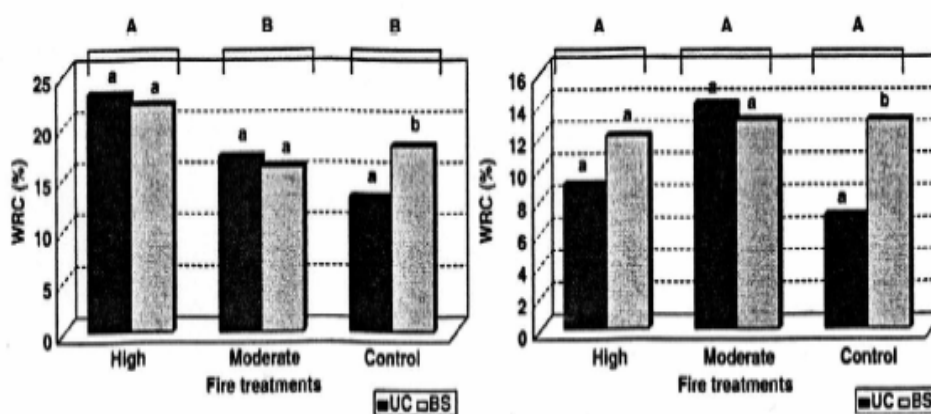 A B B
25
20
15
10
5
0
WRC (%)
a a
a a
a b
High Moderate Control
Fire treatments
UC BS
A A A
16
14
12
10
8
6
4
2
0
WRC (%)
a a
a a
a b
High Moderate Control
Fire treatments
UC BS